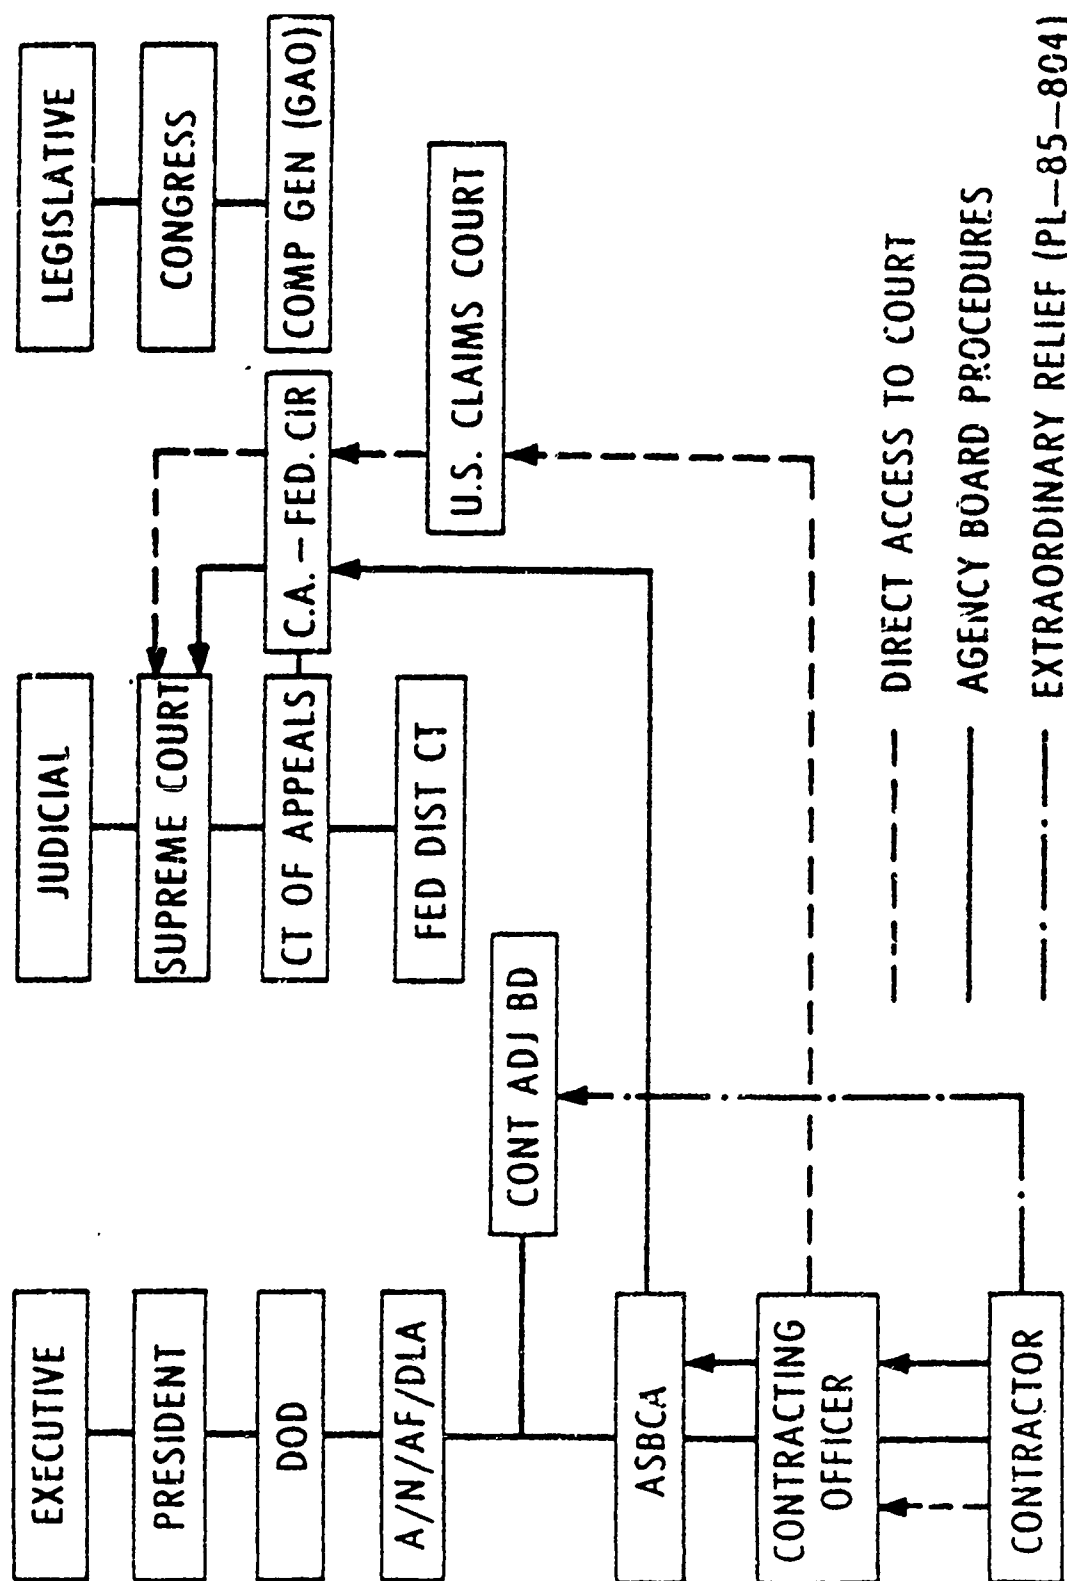 EXECUTIVE
PRESIDENT
DOD
A/N/AF/DLA
CONT ADJ BD
ASBCA
CONTRACTING
OFFICER
CONTRACTOR
JUDICIAL
SUPREME COURT
CT OF APPEALS
C.A.—FED. CIR
FED DIST CT
U.S. CLAIMS COURT
LEGISLATIVE
CONGRESS
COMP GEN (GAO)
DIRECT ACCESS TO COURT
AGENCY BOARD PROCEDURES
EXTRAORDINARY RELIEF (PL—85—804)